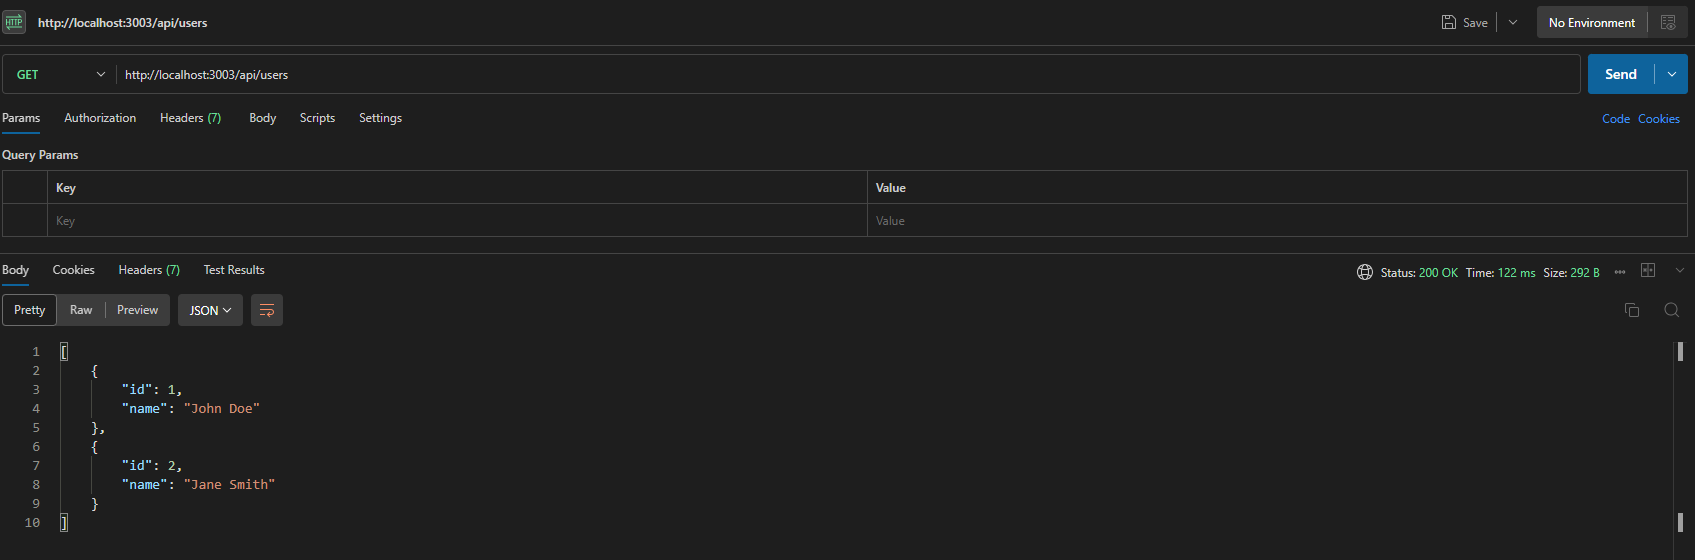 HTTP http://localhost:3003/api/users Save No Environment
GET http://localhost:3003/api/users Send
Params Authorization Headers (7) Body Scripts Settings Code Cookies
Query Params
Key Value
Key Value
Body Cookies Headers (7) Test Results Status: 200 OK Time: 122 ms Size: 292 B
Pretty Raw Preview JSON
1 [
2 {
3 "id": 1,
4 "name": "John Doe"
5 },
6 {
7 "id": 2,
8 "name": "Jane Smith"
9 }
10 ]